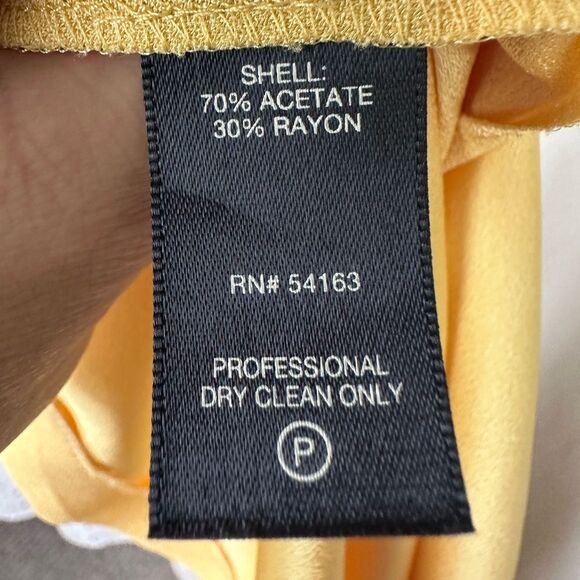 SHELL:
70% ACETATE
30% RAYON
RN# 54163
PROFESSIONAL
DRY CLEAN ONLY
P